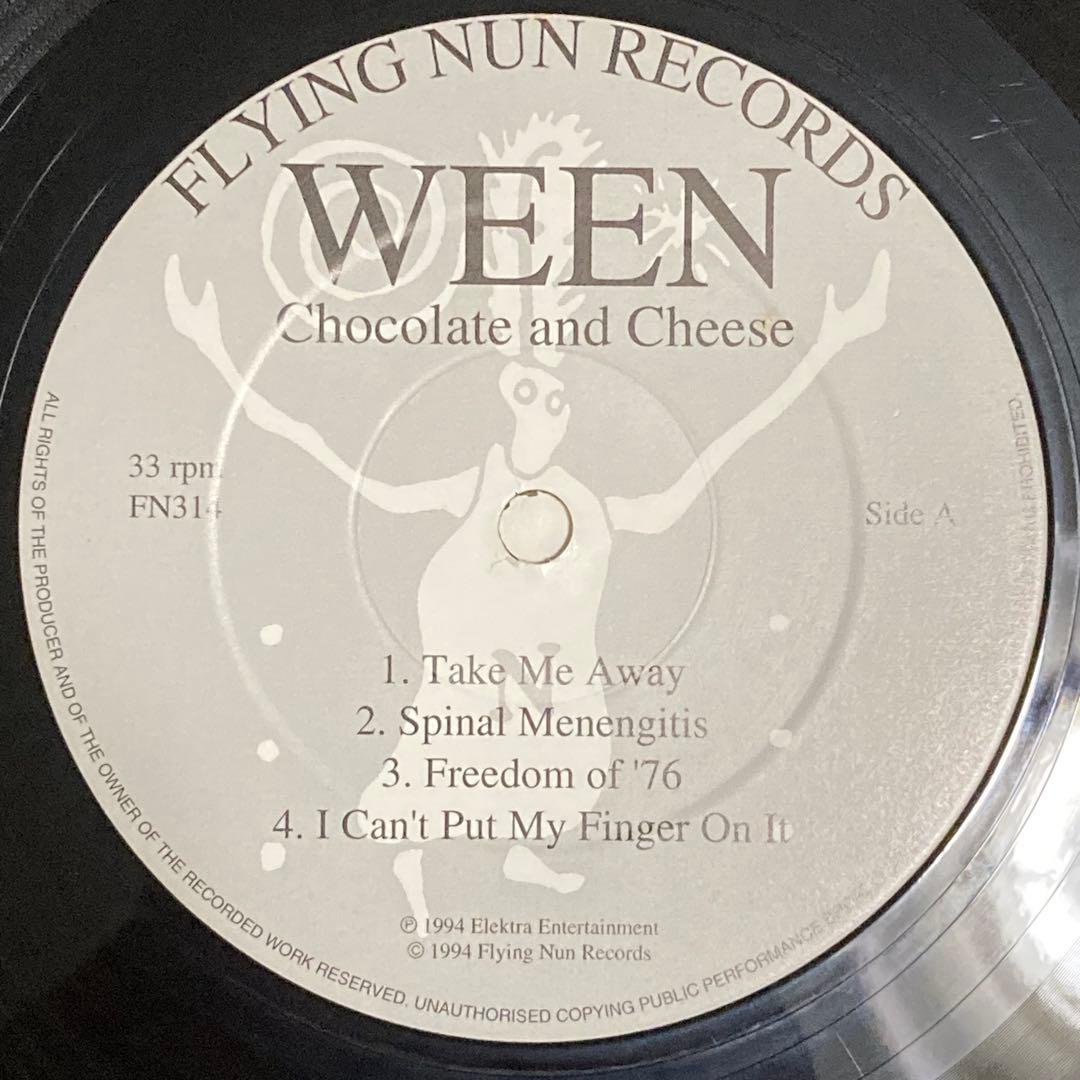 FLYING NUN RECORDS
WEEN
Chocolate and Cheese
33 rpm
FN314
Side A
1. Take Me Away
2. Spinal Menengitis
3. Freedom of '76
4. I Can't Put My Finger On It
℗ 1994 Elektra Entertainment
© 1994 Flying Nun Records
ALL RIGHTS OF THE PRODUCER AND OF THE OWNER OF THE RECORDED WORK RESERVED. UNAUTHORISED COPYING PUBLIC PERFORMANCE PROHIBITED.